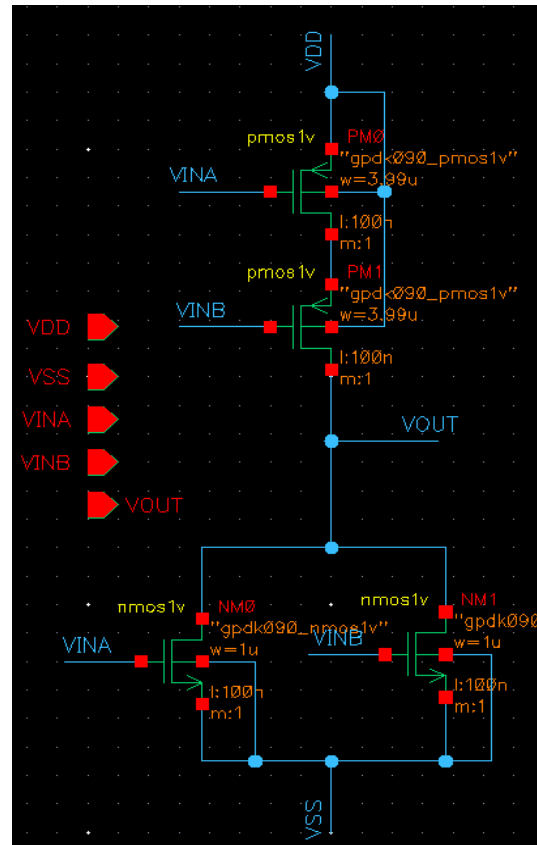 VDD
pmos1v PM0
"gpdk090_pmos1v"
VINA w=3.99u
l:100n
m:1
pmos1v PM1
"gpdk090_pmos1v"
VINB w=3.99u
l:100n
m:1
VDD
VSS
VINA
VINB
VOUT
VOUT
nmos1v NM0
"gpdk090_nmos1v"
VINA w=1u
l:100n
m:1
nmos1v NM1
"gpdk090
VINB w=1u
l:100n
m:1
VSS